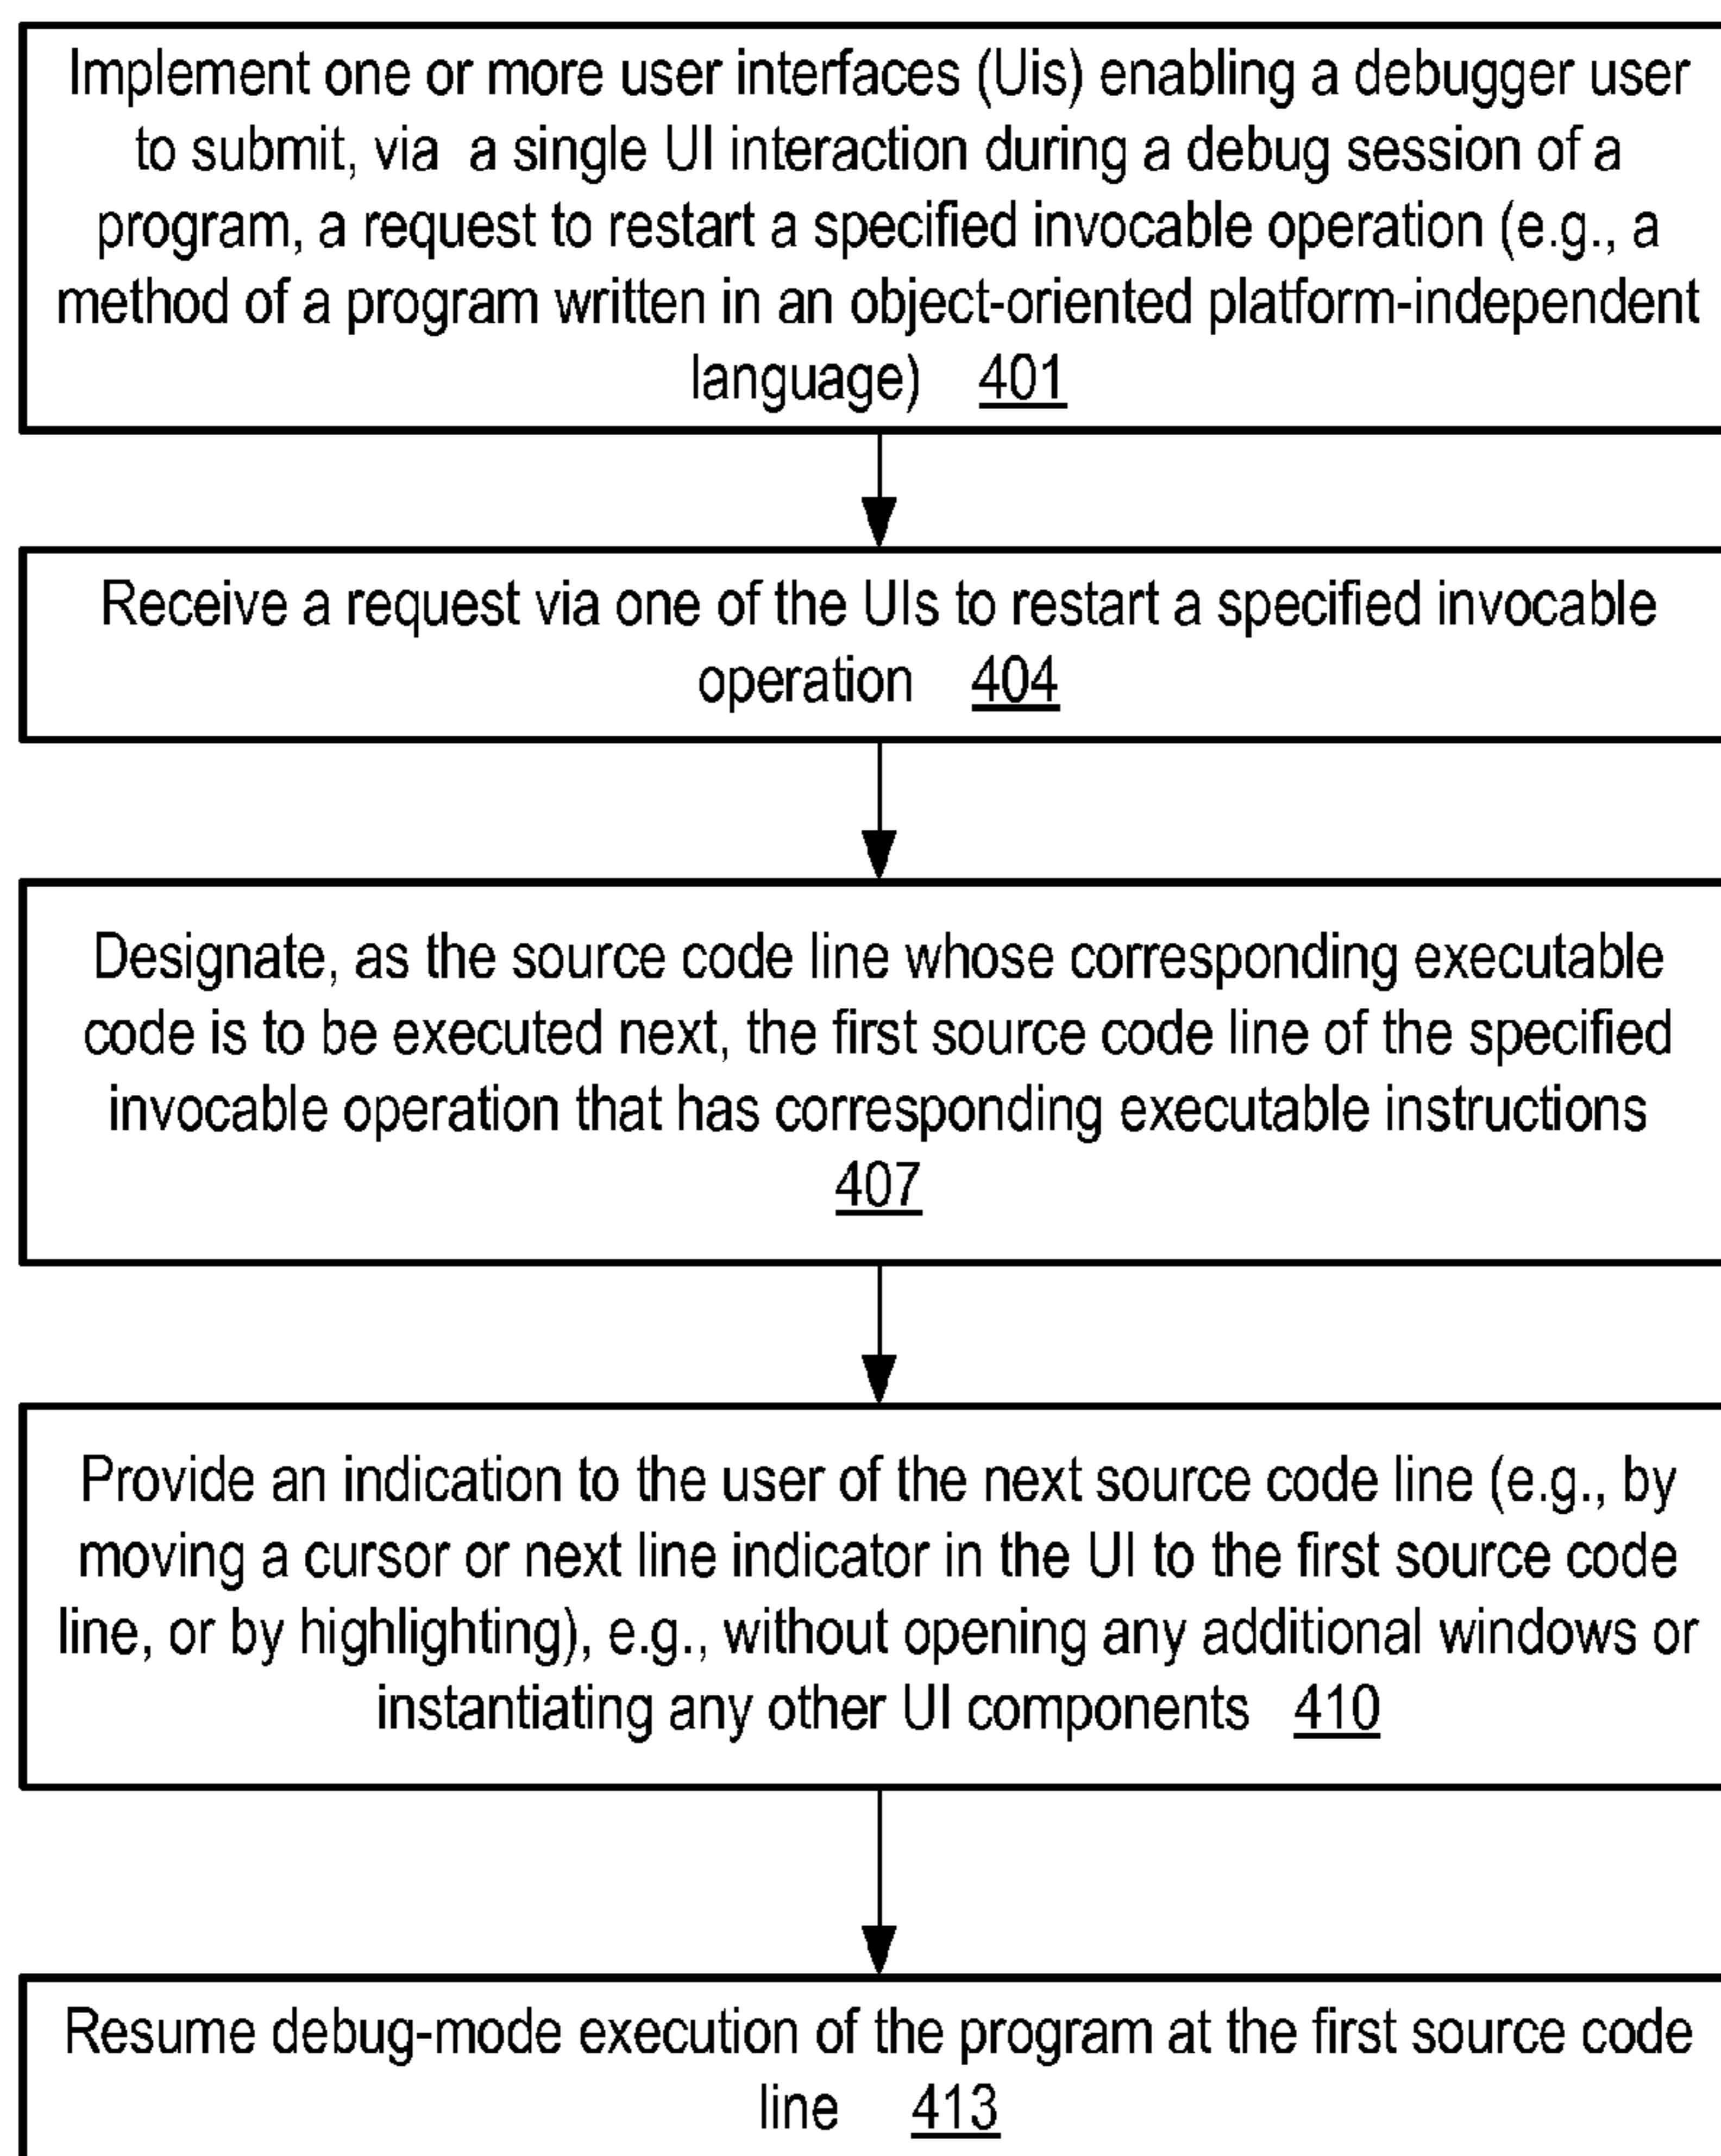 Implement one or more user interfaces (Uis) enabling a debugger user
to submit, via a single UI interaction during a debug session of a
program, a request to restart a specified invocable operation (e.g., a
method of a program written in an object-oriented platform-independent
language) 401
Receive a request via one of the UIs to restart a specified invocable
operation 404
Designate, as the source code line whose corresponding executable
code is to be executed next, the first source code line of the specified
invocable operation that has corresponding executable instructions
407
Provide an indication to the user of the next source code line (e.g., by
moving a cursor or next line indicator in the UI to the first source code
line, or by highlighting), e.g., without opening any additional windows or
instantiating any other UI components 410
Resume debug-mode execution of the program at the first source code
line 413